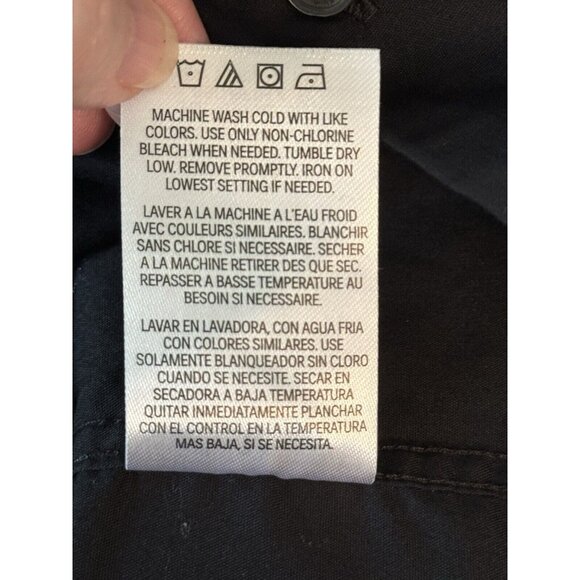 MACHINE WASH COLD WITH LIKE
COLORS. USE ONLY NON-CHLORINE
BLEACH WHEN NEEDED. TUMBLE DRY
LOW. REMOVE PROMPTLY. IRON ON
LOWEST SETTING IF NEEDED.
LAVER A LA MACHINE A L'EAU FROID
AVEC COULEURS SIMILAIRES. BLANCHIR
SANS CHLORE SI NECESSAIRE. SECHER
A LA MACHINE RETIRER DES QUE SEC.
REPASSER A BASSE TEMPERATURE AU
BESOIN SI NECESSAIRE.
LAVAR EN LAVADORA, CON AGUA FRIA
CON COLORES SIMILARES. USE
SOLAMENTE BLANQUEADOR SIN CLORO
CUANDO SE NECESITE. SECAR EN
SECADORA A BAJA TEMPERATURA
QUITAR INMEDIATAMENTE PLANCHAR
CON EL CONTROL EN LA TEMPERATURA
MAS BAJA, SI SE NECESITA.